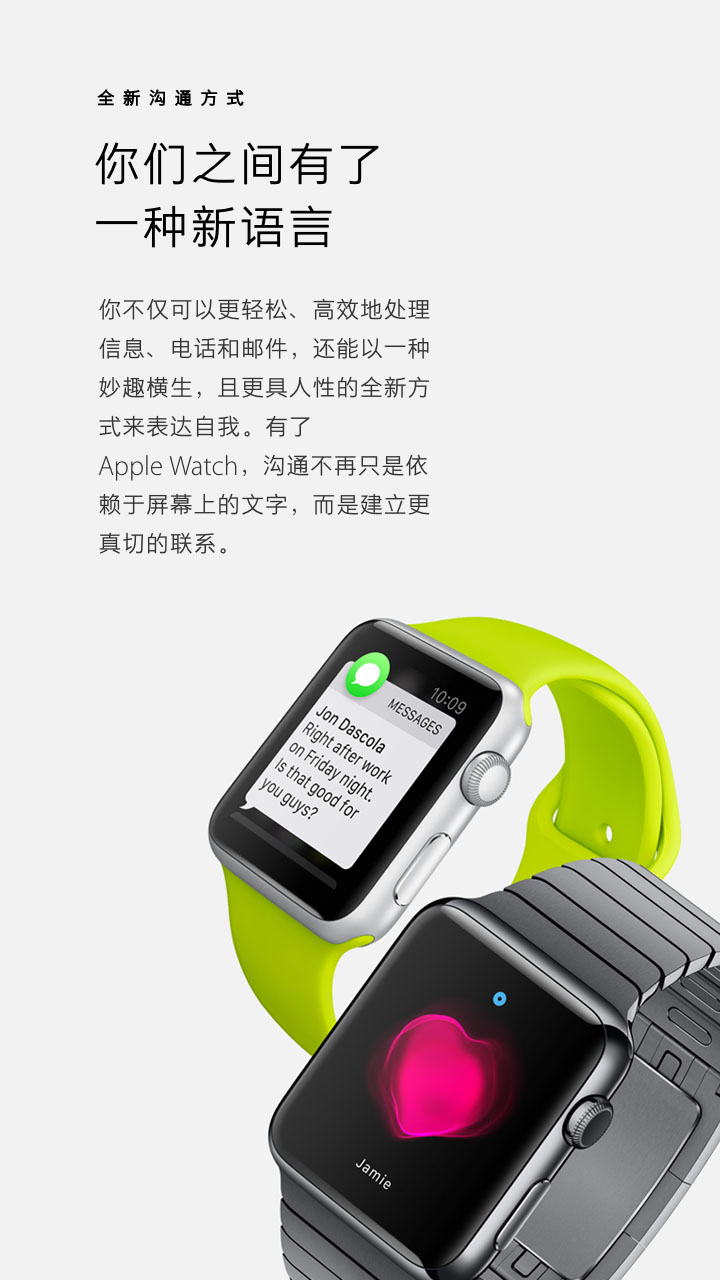 全新沟通方式
你们之间有了
一种新语言
你不仅可以更轻松、高效地处理
信息、电话和邮件，还能以一种
妙趣横生，且更具人性的全新方
式来表达自我。有了
Apple Watch，沟通不再只是依
赖于屏幕上的文字，而是建立更
真切的联系。
10:09
MESSAGES
Jon Dascola
Right after work
on Friday night.
Is that good for
you guys?
Jamie